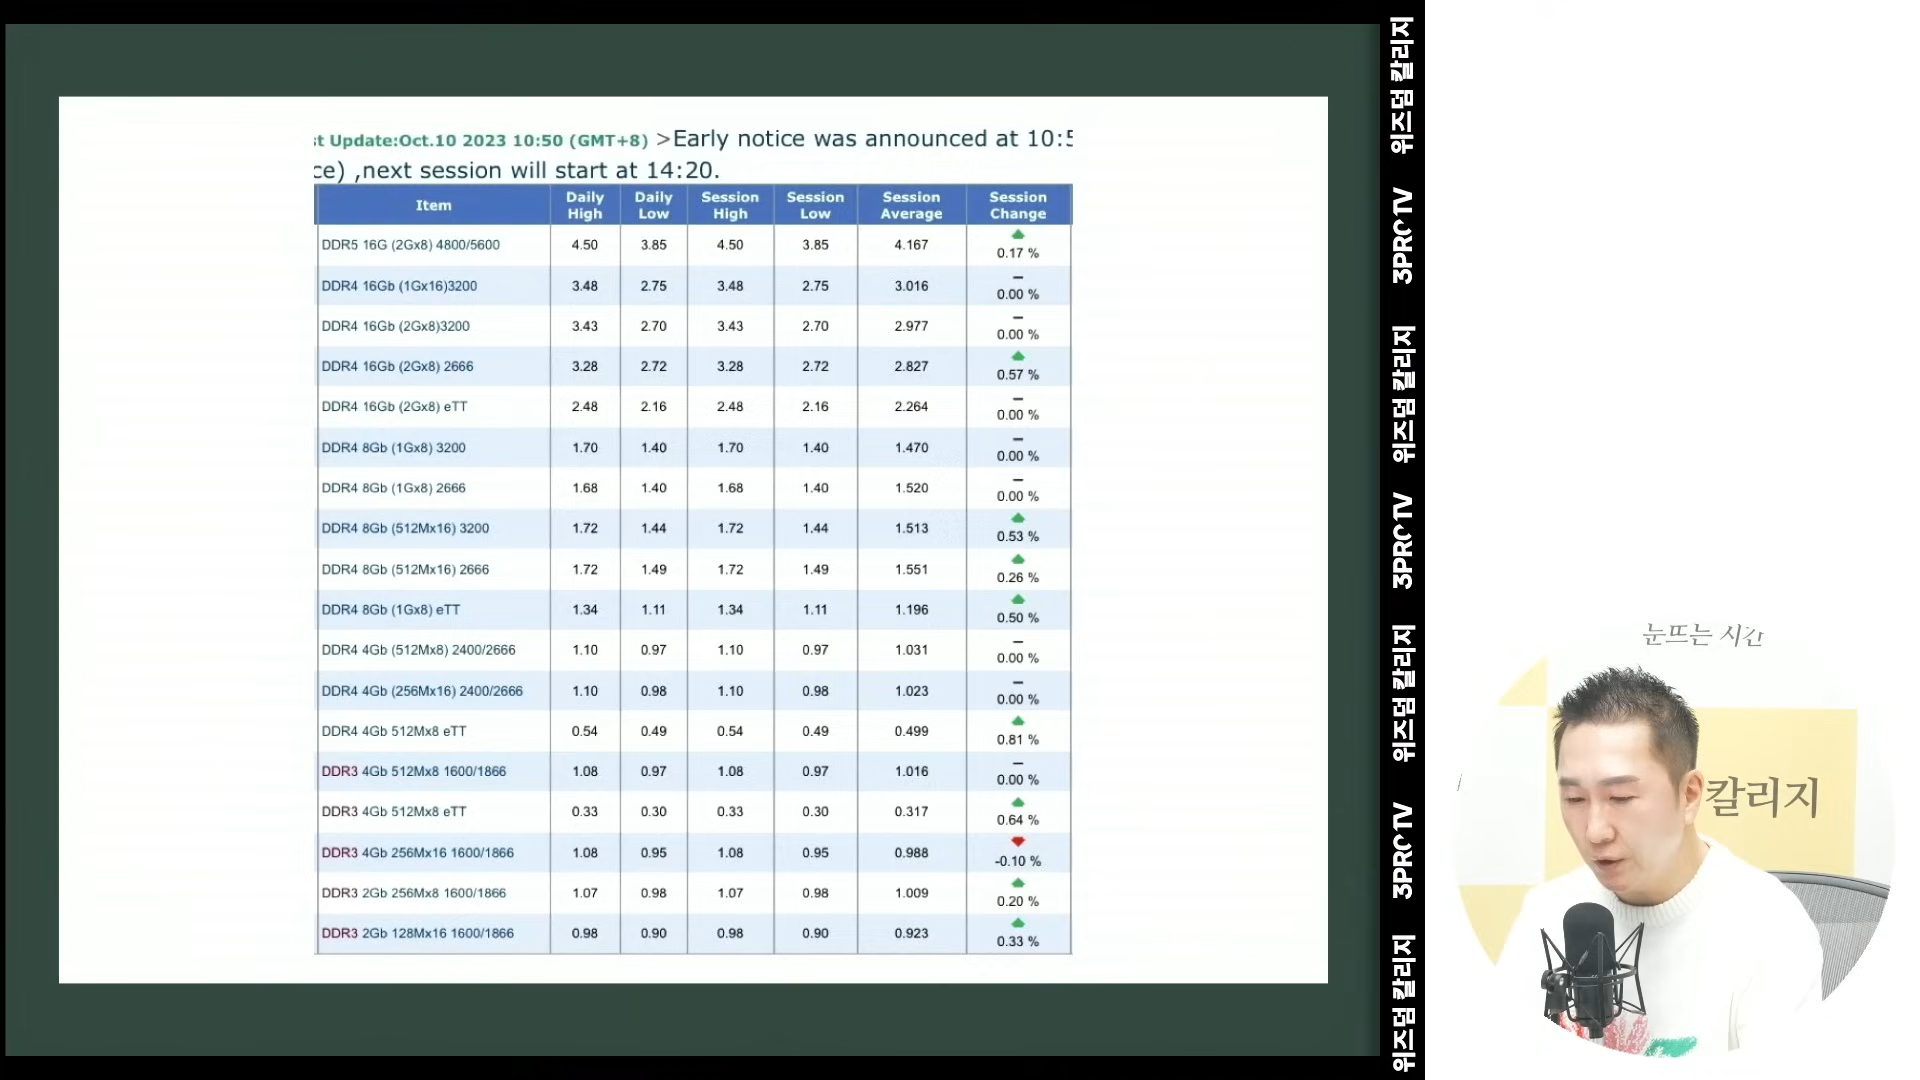 t Update:Oct.10 2023 10:50 (GMT+8) >Early notice was announced at 10:5
ce) ,next session will start at 14:20.
Item Daily High Daily Low Session High Session Low Session Average Session Change
DDR5 16G (2Gx8) 4800/5600 4.50 3.85 4.50 3.85 4.167 0.17 %
DDR4 16Gb (1Gx16)3200 3.48 2.75 3.48 2.75 3.016 0.00 %
DDR4 16Gb (2Gx8)3200 3.43 2.70 3.43 2.70 2.977 0.00 %
DDR4 16Gb (2Gx8) 2666 3.28 2.72 3.28 2.72 2.827 0.57 %
DDR4 16Gb (2Gx8) eTT 2.48 2.16 2.48 2.16 2.264 0.00 %
DDR4 8Gb (1Gx8) 3200 1.70 1.40 1.70 1.40 1.470 0.00 %
DDR4 8Gb (1Gx8) 2666 1.68 1.40 1.68 1.40 1.520 0.00 %
DDR4 8Gb (512Mx16) 3200 1.72 1.44 1.72 1.44 1.513 0.53 %
DDR4 8Gb (512Mx16) 2666 1.72 1.49 1.72 1.49 1.551 0.26 %
DDR4 8Gb (1Gx8) eTT 1.34 1.11 1.34 1.11 1.196 0.50 %
DDR4 4Gb (512Mx8) 2400/2666 1.10 0.97 1.10 0.97 1.031 0.00 %
DDR4 4Gb (256Mx16) 2400/2666 1.10 0.98 1.10 0.98 1.023 0.00 %
DDR4 4Gb 512Mx8 eTT 0.54 0.49 0.54 0.49 0.499 0.81 %
DDR3 4Gb 512Mx8 1600/1866 1.08 0.97 1.08 0.97 1.016 0.00 %
DDR3 4Gb 512Mx8 eTT 0.33 0.30 0.33 0.30 0.317 0.64 %
DDR3 4Gb 256Mx16 1600/1866 1.08 0.95 1.08 0.95 0.988 -0.10 %
DDR3 2Gb 256Mx8 1600/1866 1.07 0.98 1.07 0.98 1.009 0.20 %
DDR3 2Gb 128Mx16 1600/1866 0.98 0.90 0.98 0.90 0.923 0.33 %
위즈덤 칼리지
3PROTV
위즈덤 칼리지
3PROTV
위즈덤 칼리지
3PROTV
위즈덤 칼리지
눈뜨는 시간
칼리지